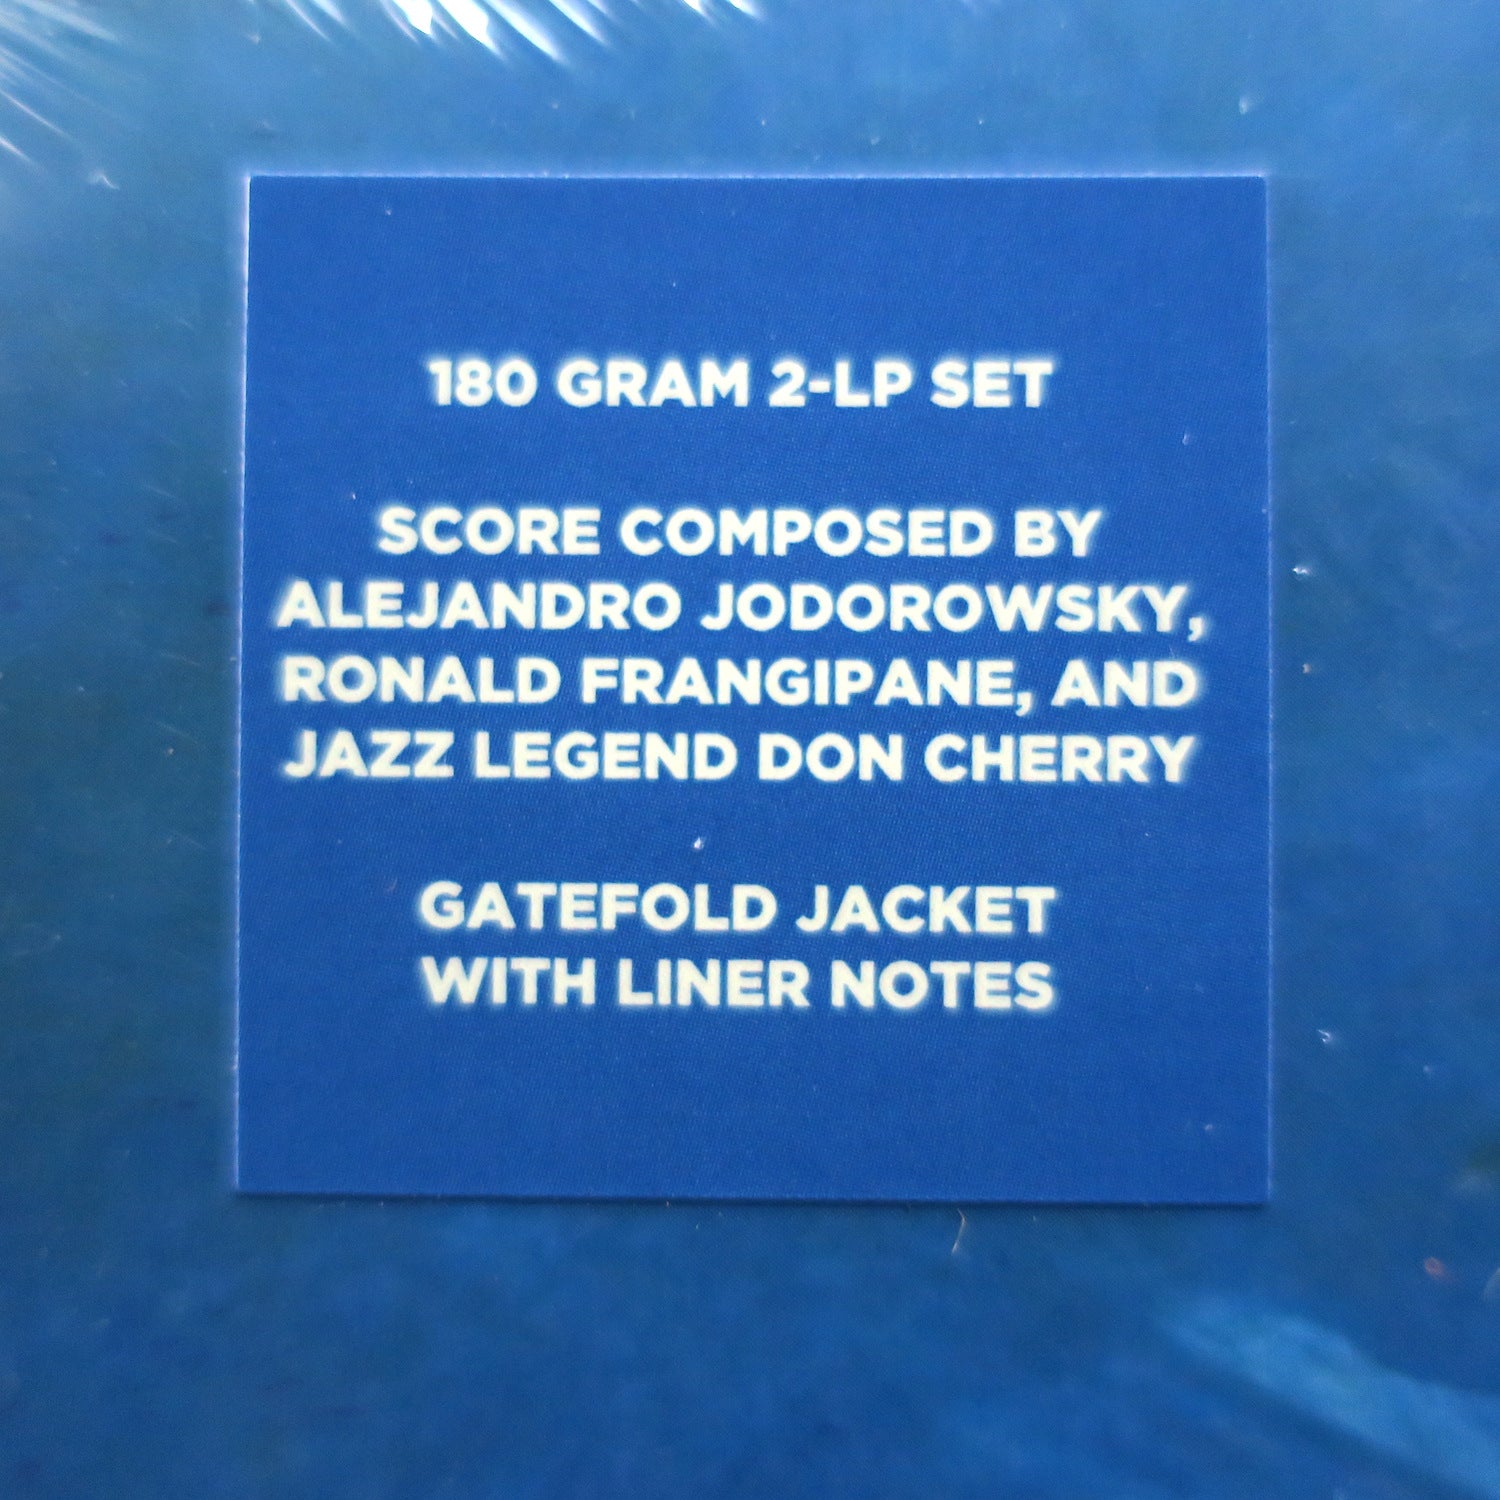 180 GRAM 2-LP SET
SCORE COMPOSED BY
ALEJANDRO JODOROWSKY,
RONALD FRANGIPANE, AND
JAZZ LEGEND DON CHERRY
GATEFOLD JACKET
WITH LINER NOTES